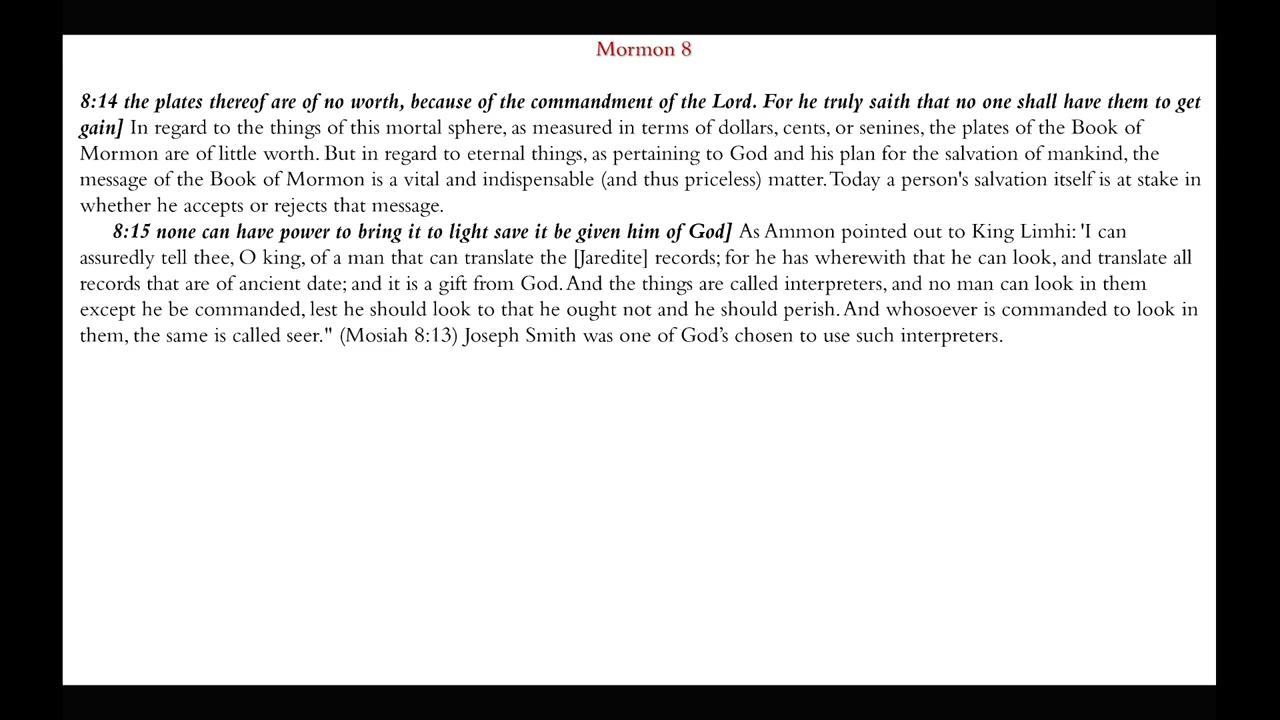 Mormon 8
8:14 the plates thereof are of no worth, because of the commandment of the Lord. For he truly saith that no one shall have them to get
gain] In regard to the things of this mortal sphere, as measured in terms of dollars, cents, or senines, the plates of the Book of
Mormon are of little worth. But in regard to eternal things, as pertaining to God and his plan for the salvation of mankind, the
message of the Book of Mormon is a vital and indispensable (and thus priceless) matter. Today a person's salvation itself is at stake in
whether he accepts or rejects that message.
8:15 none can have power to bring it to light save it be given him of God] As Ammon pointed out to King Limhi: 'I can
assuredly tell thee, O king, of a man that can translate the [Jaredite] records; for he has wherewith that he can look, and translate all
records that are of ancient date; and it is a gift from God. And the things are called interpreters, and no man can look in them
except he be commanded, lest he should look to that he ought not and he should perish. And whosoever is commanded to look in
them, the same is called seer." (Mosiah 8:13) Joseph Smith was one of God’s chosen to use such interpreters.